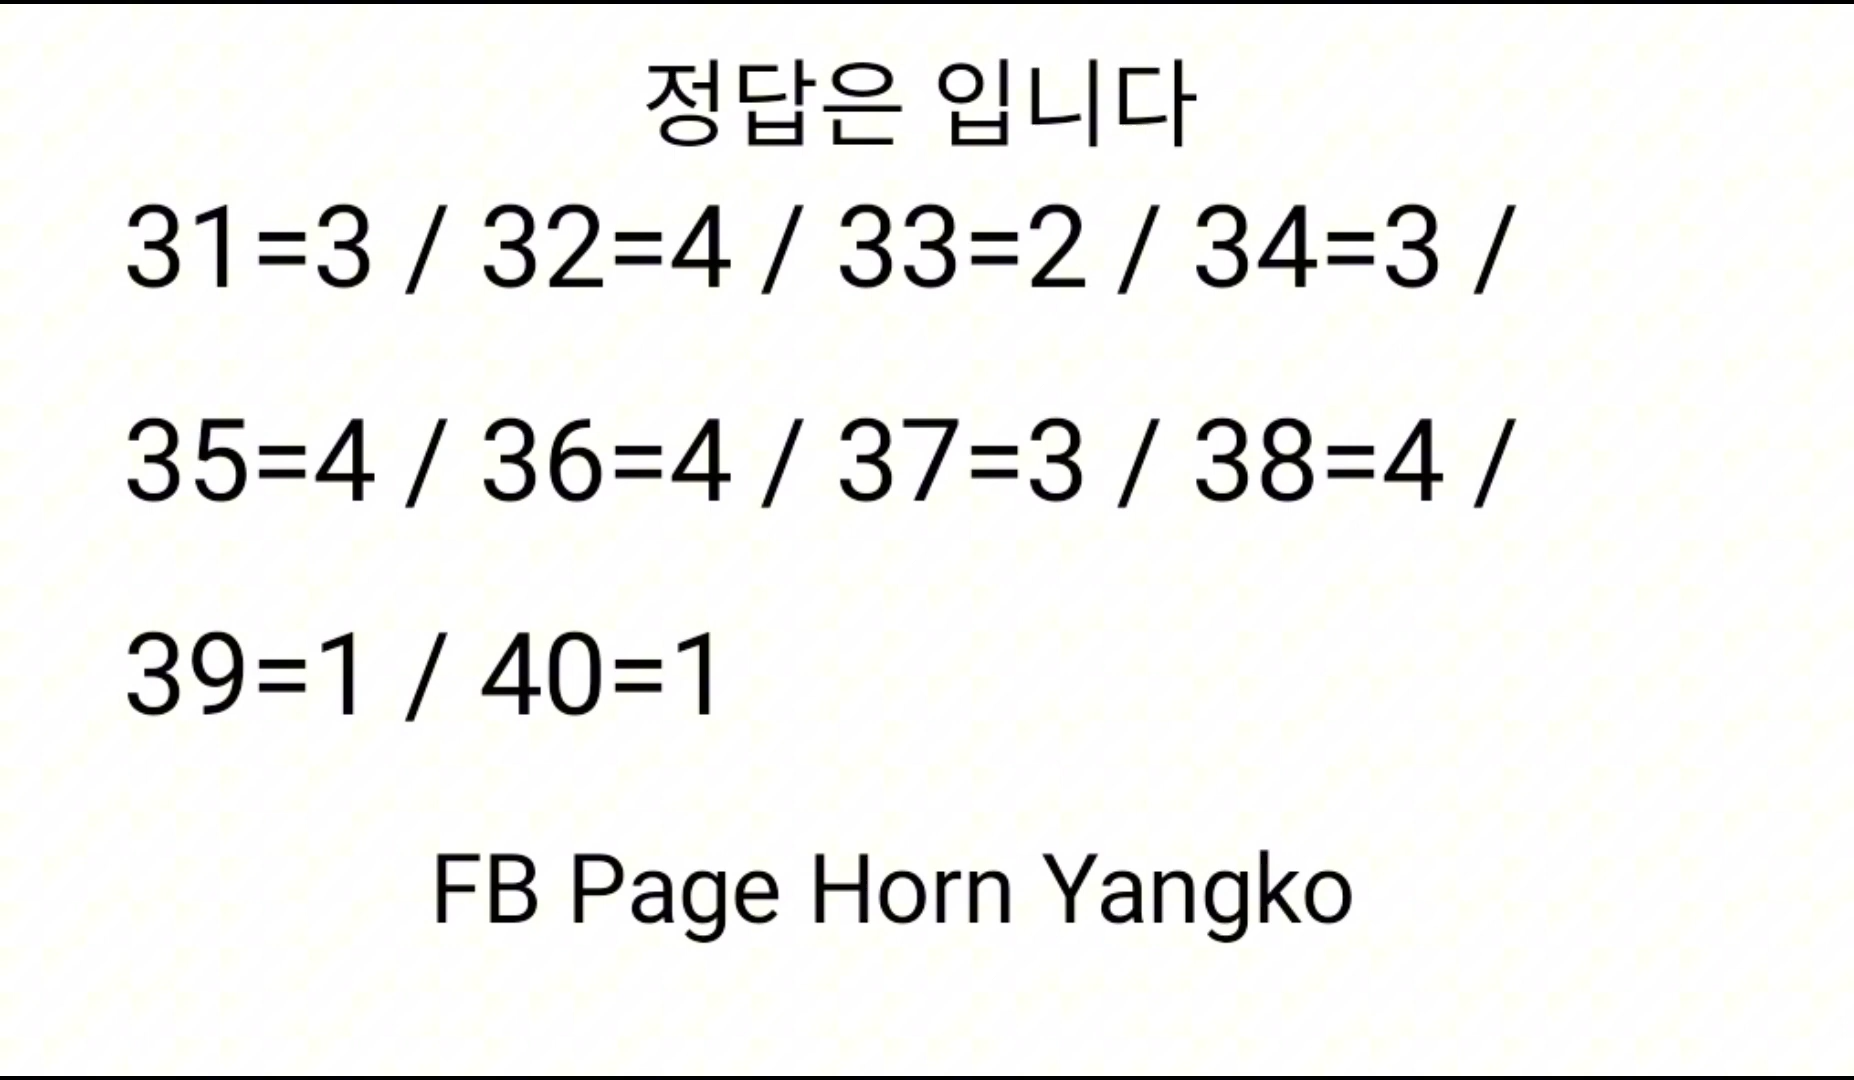 정답은 입니다
31=3 / 32=4 / 33=2 / 34=3 /
35=4 / 36=4 / 37=3 / 38=4 /
39=1 / 40=1
FB Page Horn Yangko